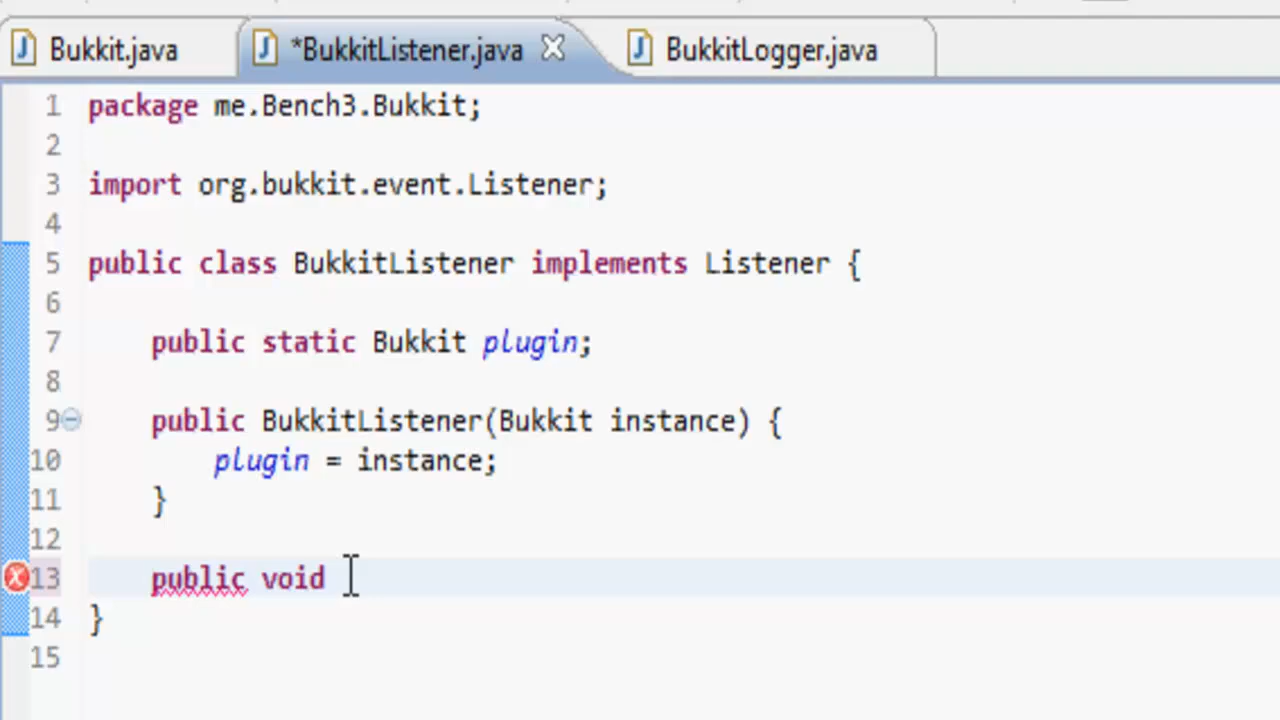 Bukkit.java *BukkitListener.java BukkitLogger.java
1 package me.Bench3.Bukkit;
2
3 import org.bukkit.event.Listener;
4
5 public class BukkitListener implements Listener {
6
7 public static Bukkit plugin;
8
9 public BukkitListener(Bukkit instance) {
10 plugin = instance;
11 }
12
13 public void
14 }
15